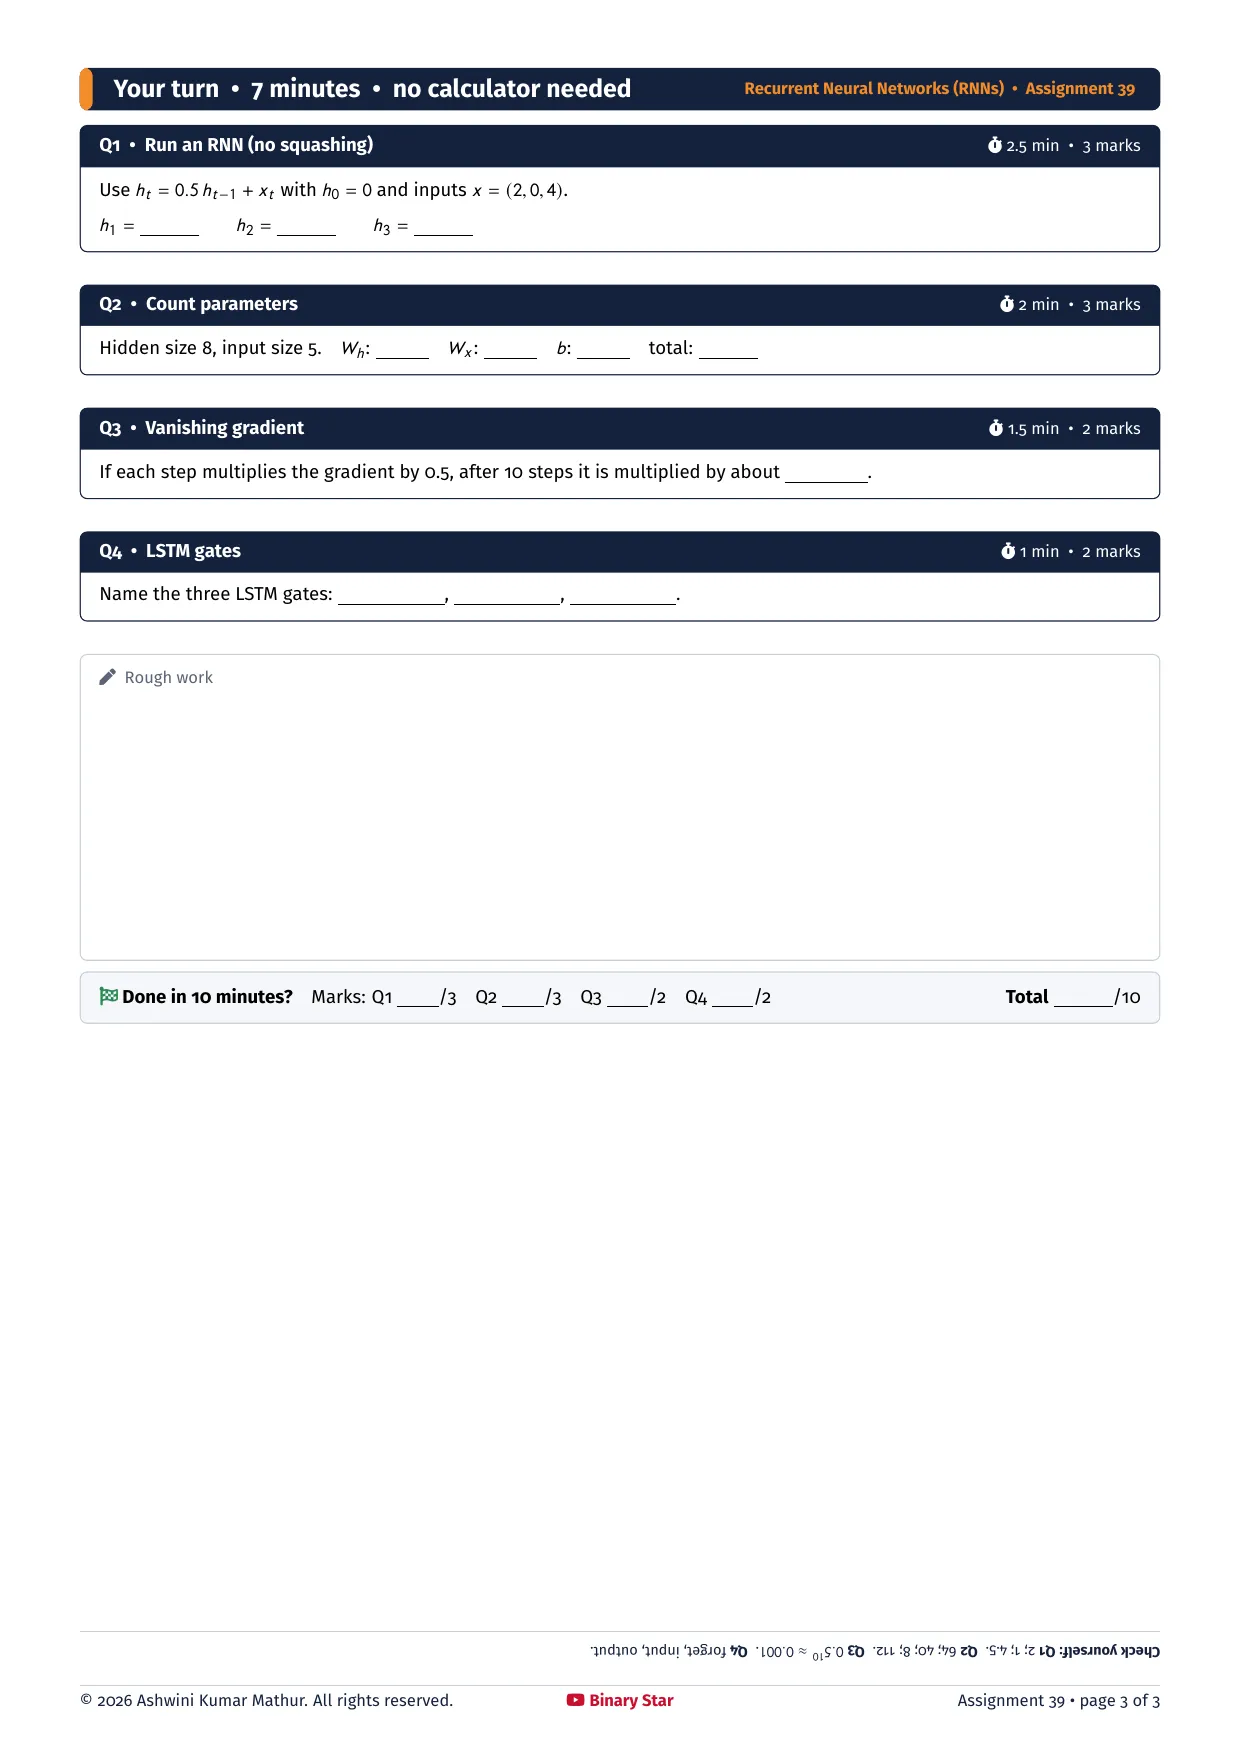 Your turn • 7 minutes • no calculator needed Recurrent Neural Networks (RNNs) • Assignment 39
Q1 • Run an RNN (no squashing) 2.5 min • 3 marks
Use hₜ = 0.5 hₜ₋₁ + xₜ with h₀ = 0 and inputs x = (2, 0, 4).
h₁ = ______ h₂ = ______ h₃ = ______
Q2 • Count parameters 2 min • 3 marks
Hidden size 8, input size 5. Wₕ: ______ Wₓ: ______ b: ______ total: ______
Q3 • Vanishing gradient 1.5 min • 2 marks
If each step multiplies the gradient by 0.5, after 10 steps it is multiplied by about ________.
Q4 • LSTM gates 1 min • 2 marks
Name the three LSTM gates: __________, __________, __________.
Rough work
Done in 10 minutes? Marks: Q1 ____/3 Q2 ____/3 Q3 ____/2 Q4 ____/2 Total ______/10
Check yourself: Q1 2; 1; 4.5. Q2 64; 40; 8; 112. Q3 0.5¹⁰ ≈ 0.001. Q4 forget, input, output.
© 2026 Ashwini Kumar Mathur. All rights reserved. Binary Star Assignment 39 • page 3 of 3